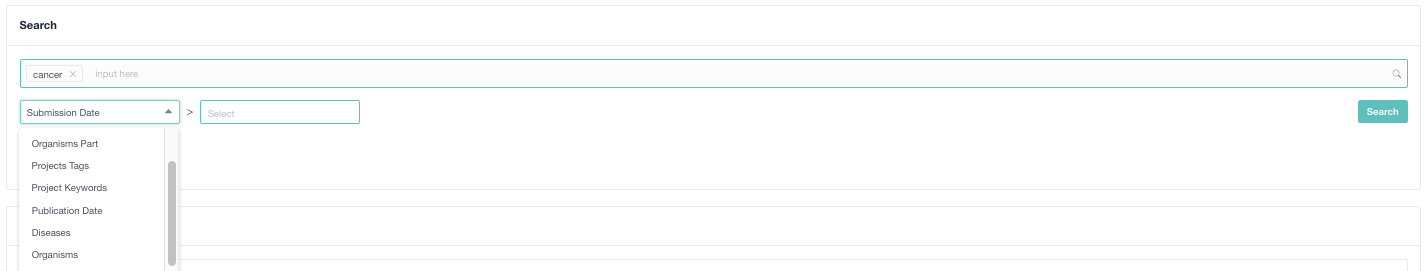 Search
cancer × input here
Submission Date > Select Search
Organisms Part
Projects Tags
Project Keywords
Publication Date
Diseases
Organisms